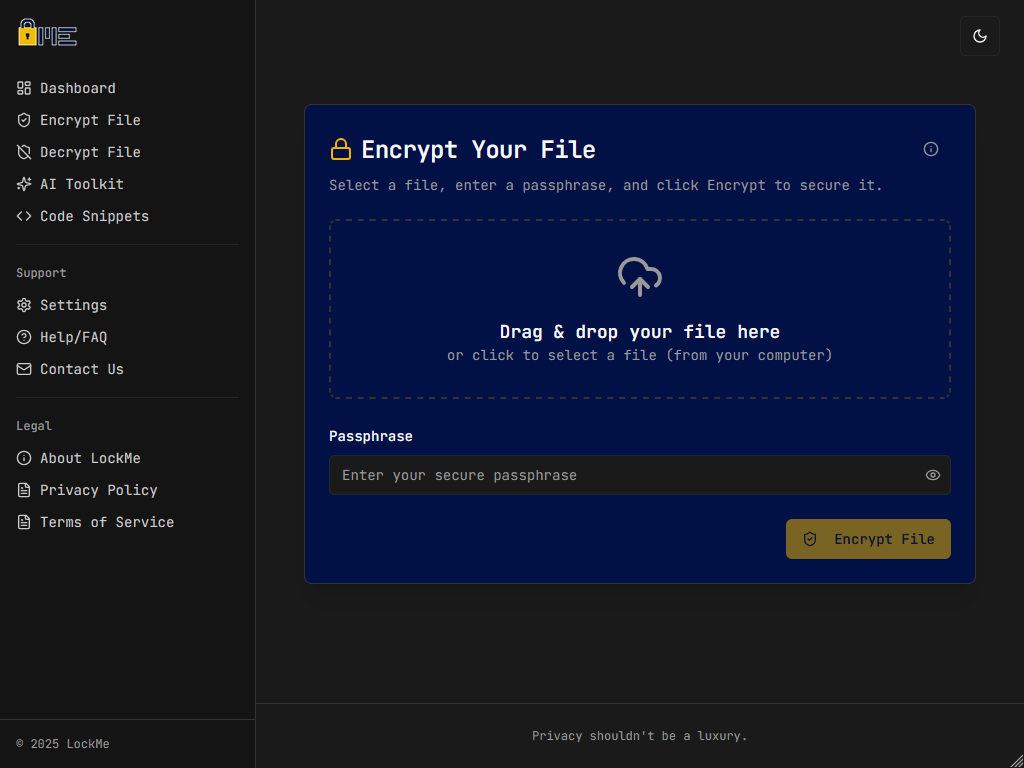 ME
Dashboard
Encrypt File
Decrypt File
AI Toolkit
Code Snippets
Support
Settings
Help/FAQ
Contact Us
Legal
About LockMe
Privacy Policy
Terms of Service
© 2025 LockMe
Encrypt Your File
Select a file, enter a passphrase, and click Encrypt to secure it.
Drag & drop your file here
or click to select a file (from your computer)
Passphrase
Enter your secure passphrase
Encrypt File
Privacy shouldn't be a luxury.